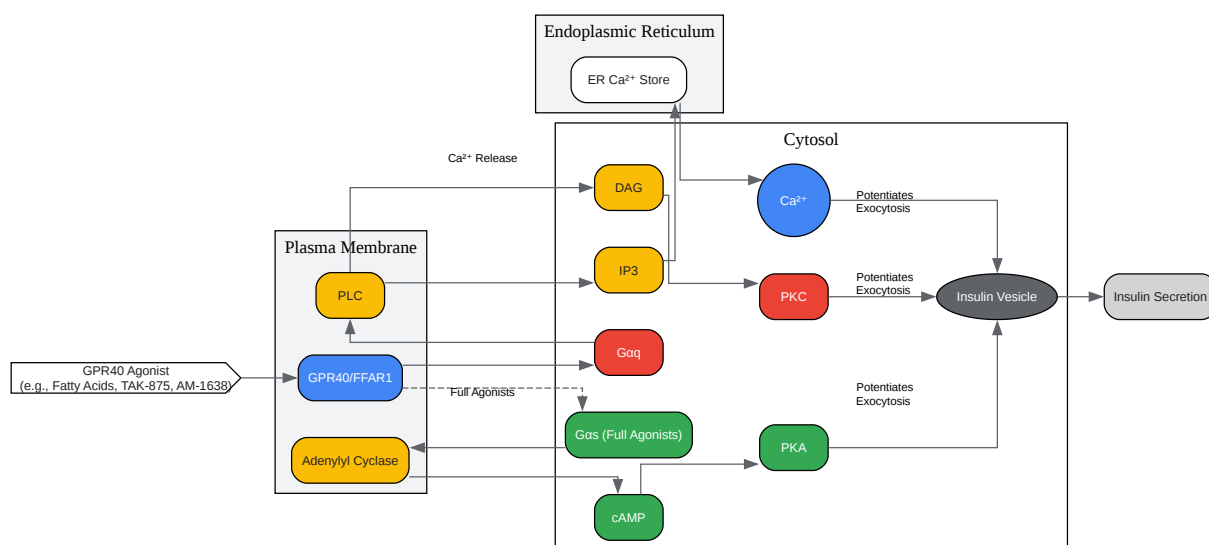 Endoplasmic Reticulum
ER Ca²⁺ Store
Cytosol
Ca²⁺ Release
DAG
Ca²⁺
Potentiates
Exocytosis
Plasma Membrane
PLC
IP3
PKC
Potentiates
Exocytosis
Insulin Vesicle
Insulin Secretion
Gαq
GPR40 Agonist
(e.g., Fatty Acids, TAK-875, AM-1638)
GPR40/FFAR1
Full Agonists
Potentiates
Exocytosis
Gαs (Full Agonists)
PKA
Adenylyl Cyclase
cAMP